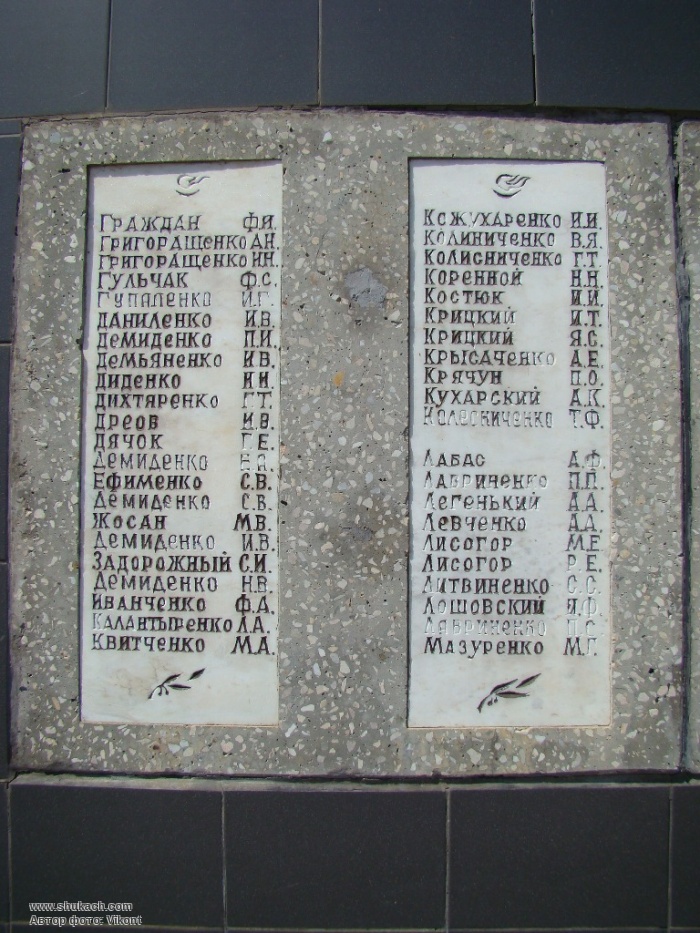 ГРАЖДАН Ф.И.
ГРИГОРАЩЕНКО А.Н.
ГРИГОРАЩЕНКО И.Н.
ГУЛЬЧАК Ф.С.
ГУПАЛЕНКО И.Г.
ДАНИЛЕНКО И.В.
ДЕМИДЕНКО П.И.
ДЕМЬЯНЕНКО И.В.
ДИДЕНКО И.И.
ДИХТЯРЕНКО Г.Т.
ДРЕОВ И.В.
ДЯЧОК Г.Е.
ДЕМИДЕНКО
ЕФИМЕНКО С.В.
ДЕМИДЕНКО С.В.
ЖОСАН М.В.
ДЕМИДЕНКО И.В.
ЗАДОРОЖНЫЙ С.И.
ДЕМИДЕНКО Н.В.
ИВАНЧЕНКО Ф.А.
КАЛАНТЫРЕНКО Л.А.
КВИТЧЕНКО М.А.
КОЖУХАРЕНКО И.И.
КОЛИНИЧЕНКО В.Я.
КОЛИСНИЧЕНКО Г.Т.
КОРЕННОЙ Н.Н.
КОСТЮК И.И.
КРИЦКИЙ И.Т.
КРИЦКИЙ Я.С.
КРЫСАЧЕНКО А.Е.
КРЯЧУН П.О.
КУХАРСКИЙ А.К.
КОЛЕСНИЧЕНКО Т.Ф.
ЛАБАС А.Ф.
ЛАВРИНЕНКО П.П.
ЛЕГЕНЬКИЙ А.А.
ЛЕВЧЕНКО А.Д.
ЛИСОГОР М.Е.
ЛИСОГОР Р.Е.
ЛИТВИНЕНКО С.С.
ЛОШОВСКИЙ Я.Ф.
ЛАВРИНЕНКО П.С.
МАЗУРЕНКО М.Г.
www.shukach.com
Автор фото: Vikont